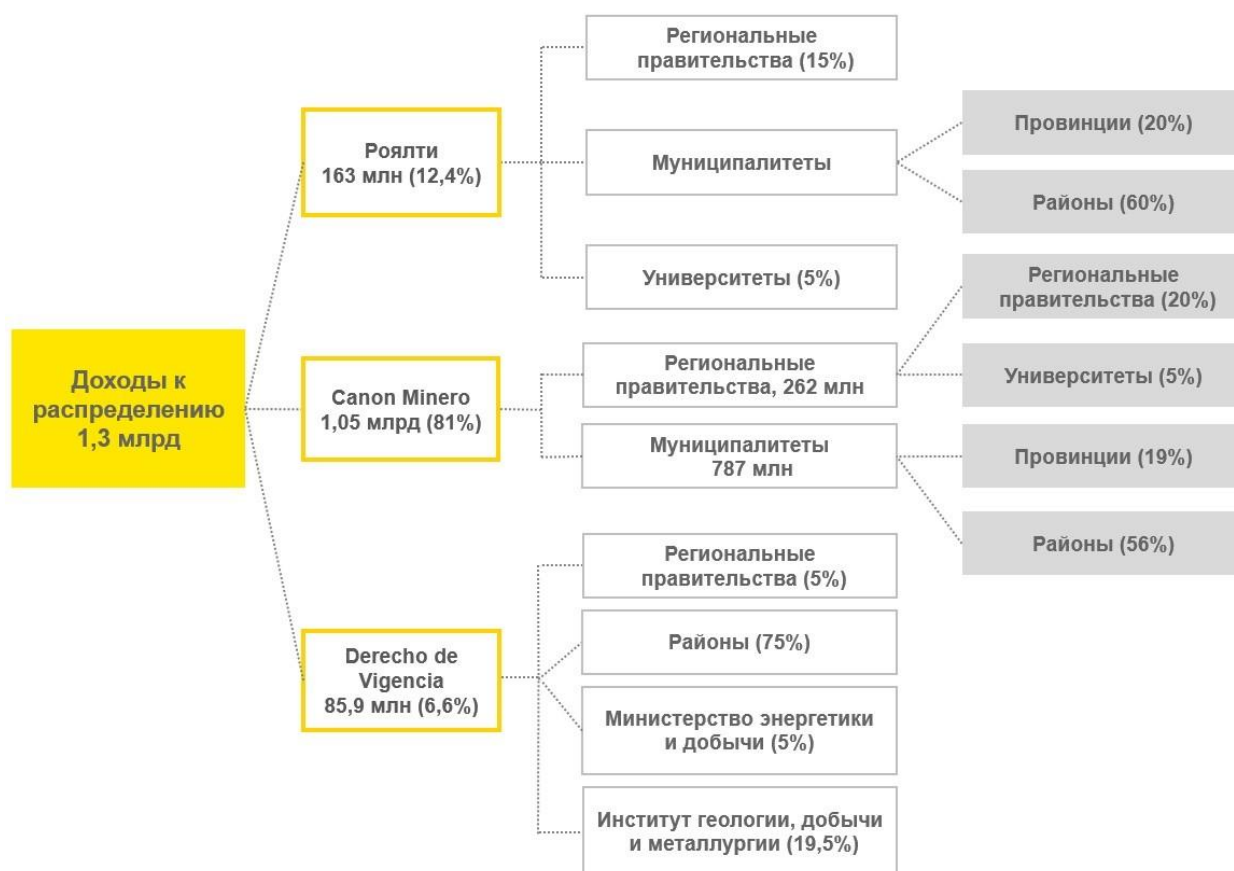 Доходы к
распределению
1,3 млрд
Роялти
163 млн (12,4%)
Региональные
правительства (15%)
Муниципалитеты
Провинции (20%)
Районы (60%)
Университеты (5%)
Canon Minero
1,05 млрд (81%)
Региональные
правительства, 262 млн
Региональные
правительства (20%)
Университеты (5%)
Муниципалитеты
787 млн
Провинции (19%)
Районы (56%)
Derecho de
Vigencia
85,9 млн (6,6%)
Региональные
правительства (5%)
Районы (75%)
Министерство энергетики
и добычи (5%)
Институт геологии, добычи
и металлургии (19,5%)